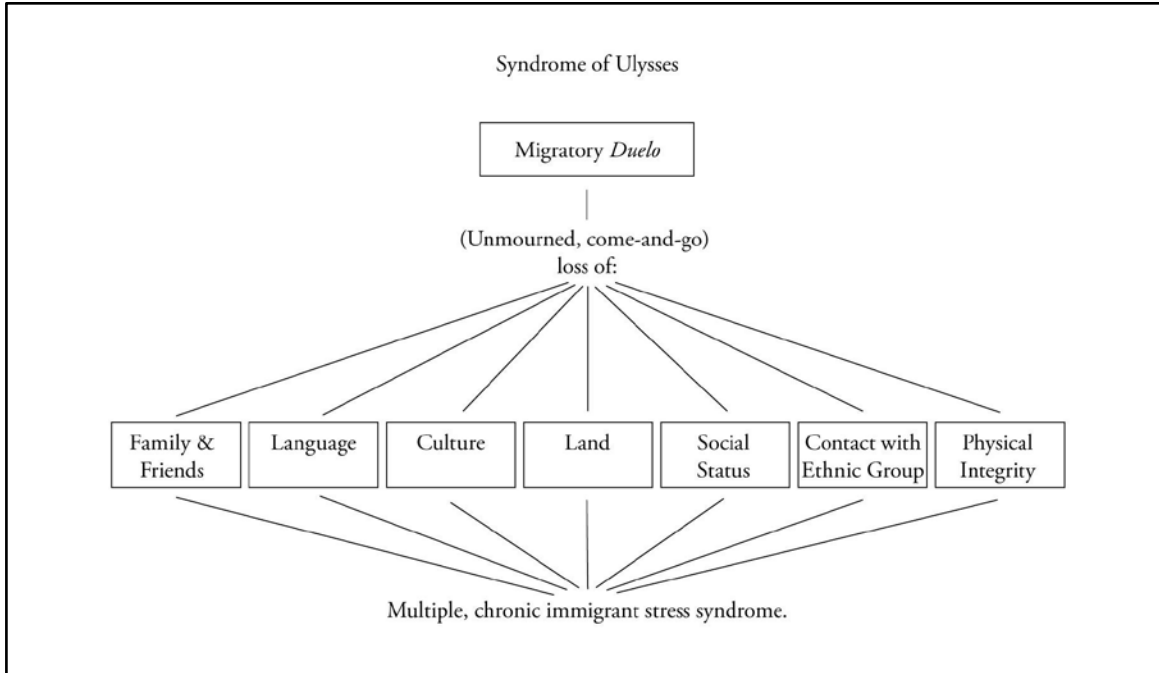 Syndrome of Ulysses
Migratory Duelo
(Unmourned, come-and-go)
loss of:
Family &
Friends
Language
Culture
Land
Social
Status
Contact with
Ethnic Group
Physical
Integrity
Multiple, chronic immigrant stress syndrome.